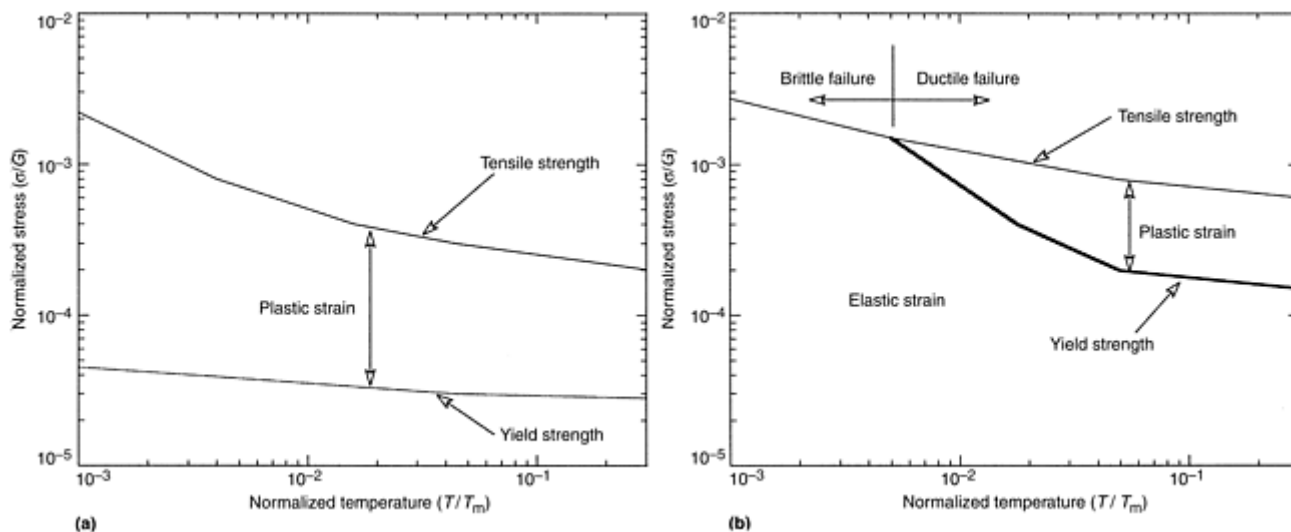 10⁻²
10⁻³
10⁻⁴
10⁻⁵
Normalized stress (σ/G)
Tensile strength
Plastic strain
Yield strength
10⁻³
10⁻²
10⁻¹
Normalized temperature (T/Tₘ)
(a)
10⁻²
10⁻³
10⁻⁴
10⁻⁵
Normalized stress (σ/G)
Brittle failure
Ductile failure
Tensile strength
Plastic strain
Elastic strain
Yield strength
10⁻³
10⁻²
10⁻¹
Normalized temperature (T/Tₘ)
(b)